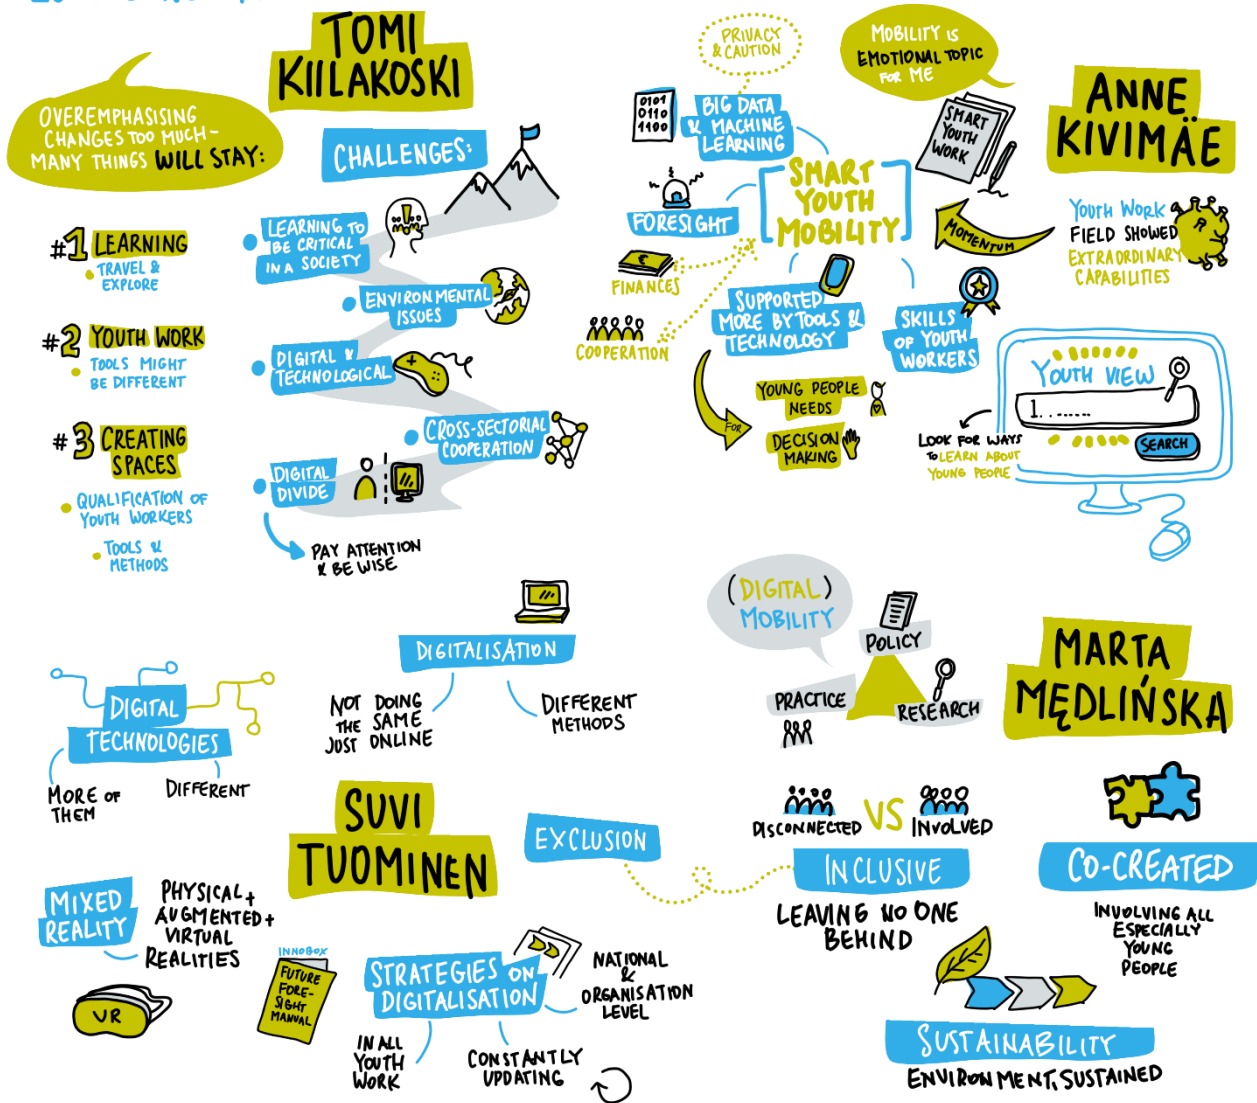 TOMI
KIILAKOSKI
OVEREMPHASISING
CHANGES TOO MUCH -
MANY THINGS WILL STAY:
#1 LEARNING
TRAVEL &
EXPLORE
#2 YOUTH WORK
TOOLS MIGHT
BE DIFFERENT
#3 CREATING
SPACES
QUALIFICATION OF
YOUTH WORKERS
TOOLS &
METHODS
CHALLENGES:
LEARNING TO
BE CRITICAL
IN A SOCIETY
ENVIRONMENTAL
ISSUES
DIGITAL &
TECHNOLOGICAL
CROSS-SECTORIAL
COOPERATION
DIGITAL
DIVIDE
PAY ATTENTION
& BE WISE
PRIVACY
& CAUTION
0101
0110
1100
BIG DATA
& MACHINE
LEARNING
FORESIGHT
€
FINANCES
COOPERATION
[SMART
YOUTH
MOBILITY]
SUPPORTED
MORE BY TOOLS &
TECHNOLOGY
SKILLS
OF YOUTH
WORKERS
FOR
YOUNG PEOPLE
NEEDS
DECISION
MAKING
MOBILITY IS
EMOTIONAL TOPIC
FOR ME
SMART
YOUTH
WORK
ANNE
KIVIMÄE
MOMENTUM
YOUTH WORK
FIELD SHOWED
EXTRAORDINARY
CAPABILITIES
YOUTH VIEW
1. .......
SEARCH
LOOK FOR WAYS
TO LEARN ABOUT
YOUNG PEOPLE
DIGITALISATION
NOT DOING
THE SAME
JUST ONLINE
DIFFERENT
METHODS
DIGITAL
TECHNOLOGIES
MORE OF
THEM
DIFFERENT
SUVI
TUOMINEN
EXCLUSION
MIXED
REALITY
PHYSICAL +
AUGMENTED +
VIRTUAL
REALITIES
VR
INNOBOX
FUTURE
FORE-
SIGHT
MANUAL
STRATEGIES ON
DIGITALISATION
NATIONAL
&
ORGANISATION
LEVEL
IN ALL
YOUTH
WORK
CONSTANTLY
UPDATING
(DIGITAL)
MOBILITY
POLICY
PRACTICE
RESEARCH
MARTA
MĘDLIŃSKA
DISCONNECTED VS INVOLVED
INCLUSIVE
LEAVING NO ONE
BEHIND
CO-CREATED
INVOLVING ALL
ESPECIALLY
YOUNG
PEOPLE
SUSTAINABILITY
ENVIRONMENT, SUSTAINED